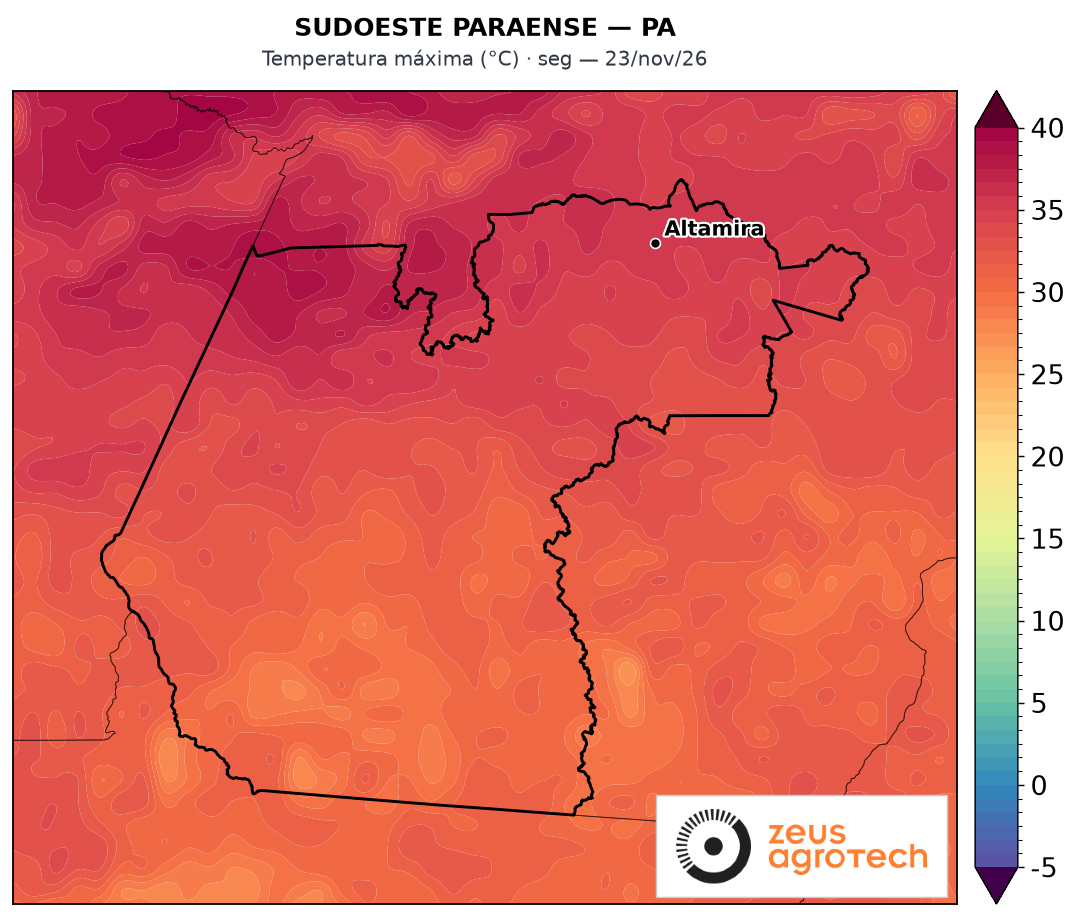 SUDOESTE PARAENSE — PA
Temperatura máxima (°C) · seg — 23/nov/26
Altamira
40
35
30
25
20
15
10
5
0
-5
zeus
agrotech